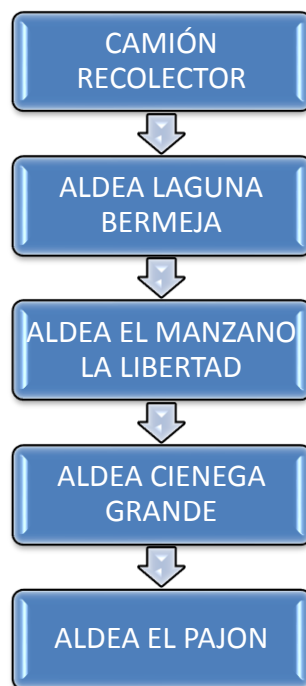 CAMIÓN
RECOLECTOR
ALDEA LAGUNA
BERMEJA
ALDEA EL MANZANO
LA LIBERTAD
ALDEA CIENEGA
GRANDE
ALDEA EL PAJON